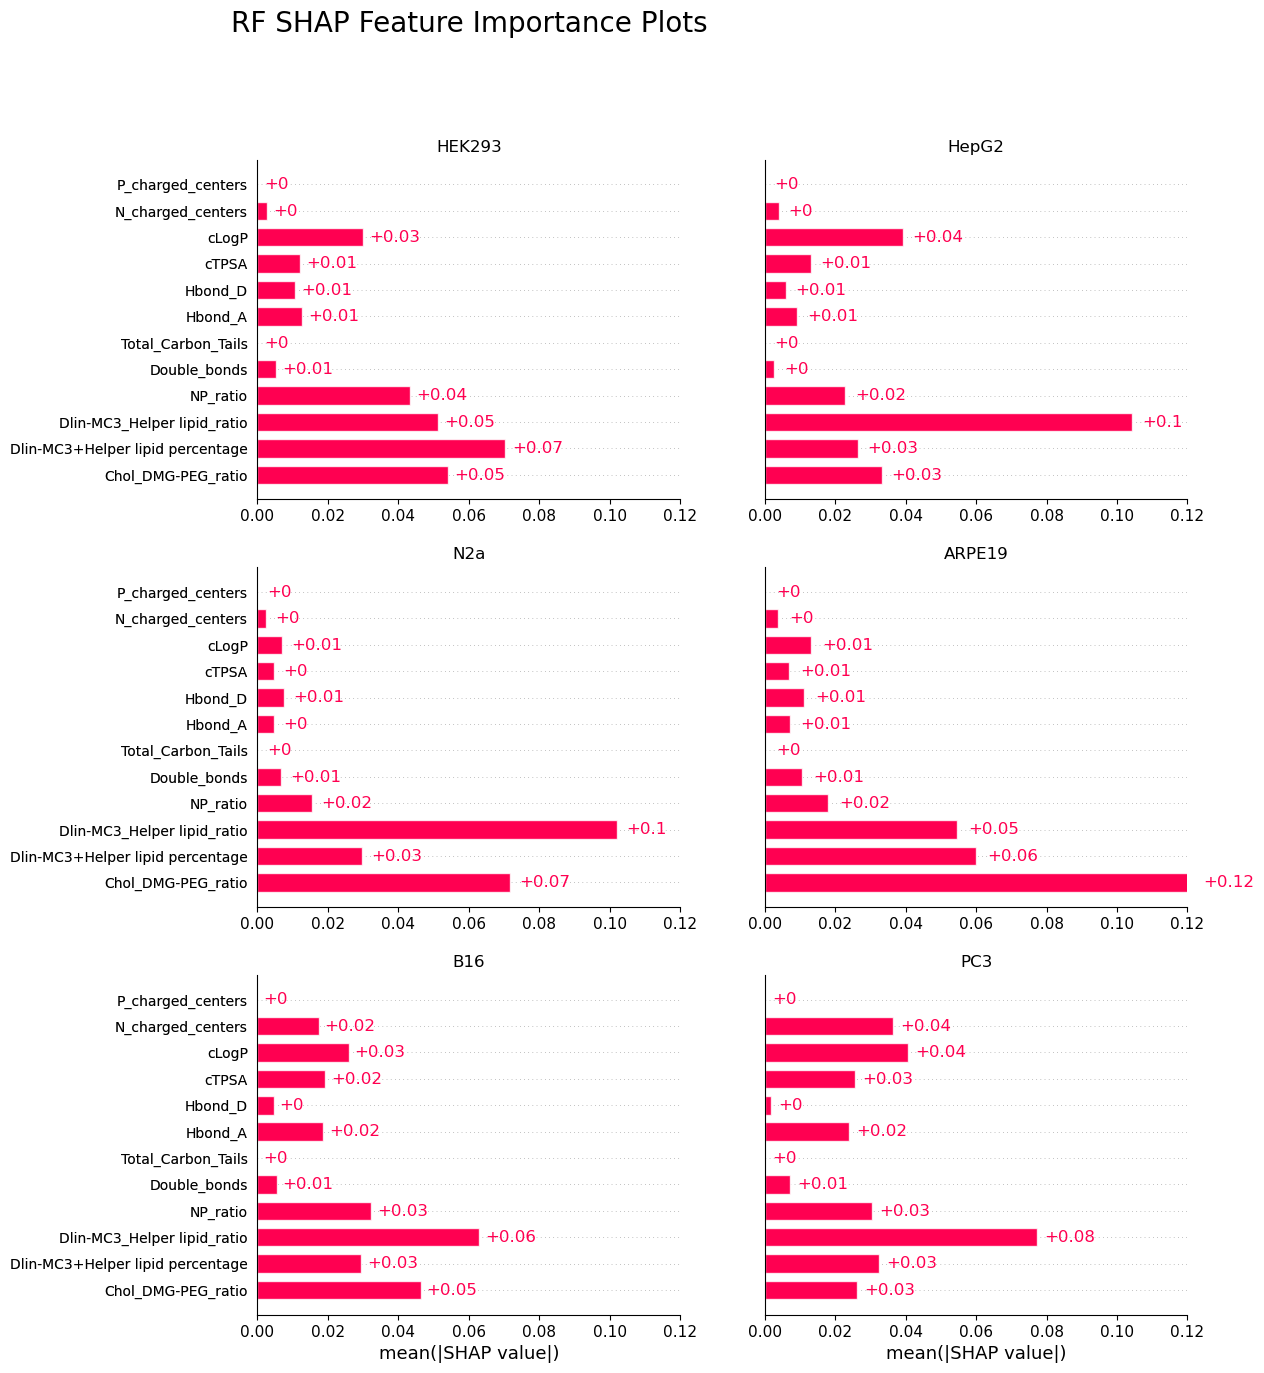 RF SHAP Feature Importance Plots
HEK293
P_charged_centers +0
N_charged_centers +0
cLogP +0.03
cTPSA +0.01
Hbond_D +0.01
Hbond_A +0.01
Total_Carbon_Tails +0
Double_bonds +0.01
NP_ratio +0.04
Dlin-MC3_Helper lipid_ratio +0.05
Dlin-MC3+Helper lipid percentage +0.07
Chol_DMG-PEG_ratio +0.05
0.00 0.02 0.04 0.06 0.08 0.10 0.12
HepG2
+0
+0
+0.04
+0.01
+0.01
+0.01
+0
+0
+0.02
+0.1
+0.03
+0.03
0.00 0.02 0.04 0.06 0.08 0.10 0.12
N2a
P_charged_centers +0
N_charged_centers +0
cLogP +0.01
cTPSA +0
Hbond_D +0.01
Hbond_A +0
Total_Carbon_Tails +0
Double_bonds +0.01
NP_ratio +0.02
Dlin-MC3_Helper lipid_ratio +0.1
Dlin-MC3+Helper lipid percentage +0.03
Chol_DMG-PEG_ratio +0.07
0.00 0.02 0.04 0.06 0.08 0.10 0.12
ARPE19
+0
+0
+0.01
+0.01
+0.01
+0.01
+0
+0.01
+0.02
+0.05
+0.06
+0.12
0.00 0.02 0.04 0.06 0.08 0.10 0.12
B16
P_charged_centers +0
N_charged_centers +0.02
cLogP +0.03
cTPSA +0.02
Hbond_D +0
Hbond_A +0.02
Total_Carbon_Tails +0
Double_bonds +0.01
NP_ratio +0.03
Dlin-MC3_Helper lipid_ratio +0.06
Dlin-MC3+Helper lipid percentage +0.03
Chol_DMG-PEG_ratio +0.05
0.00 0.02 0.04 0.06 0.08 0.10 0.12
mean(|SHAP value|)
PC3
+0
+0.04
+0.04
+0.03
+0
+0.02
+0
+0.01
+0.03
+0.08
+0.03
+0.03
0.00 0.02 0.04 0.06 0.08 0.10 0.12
mean(|SHAP value|)